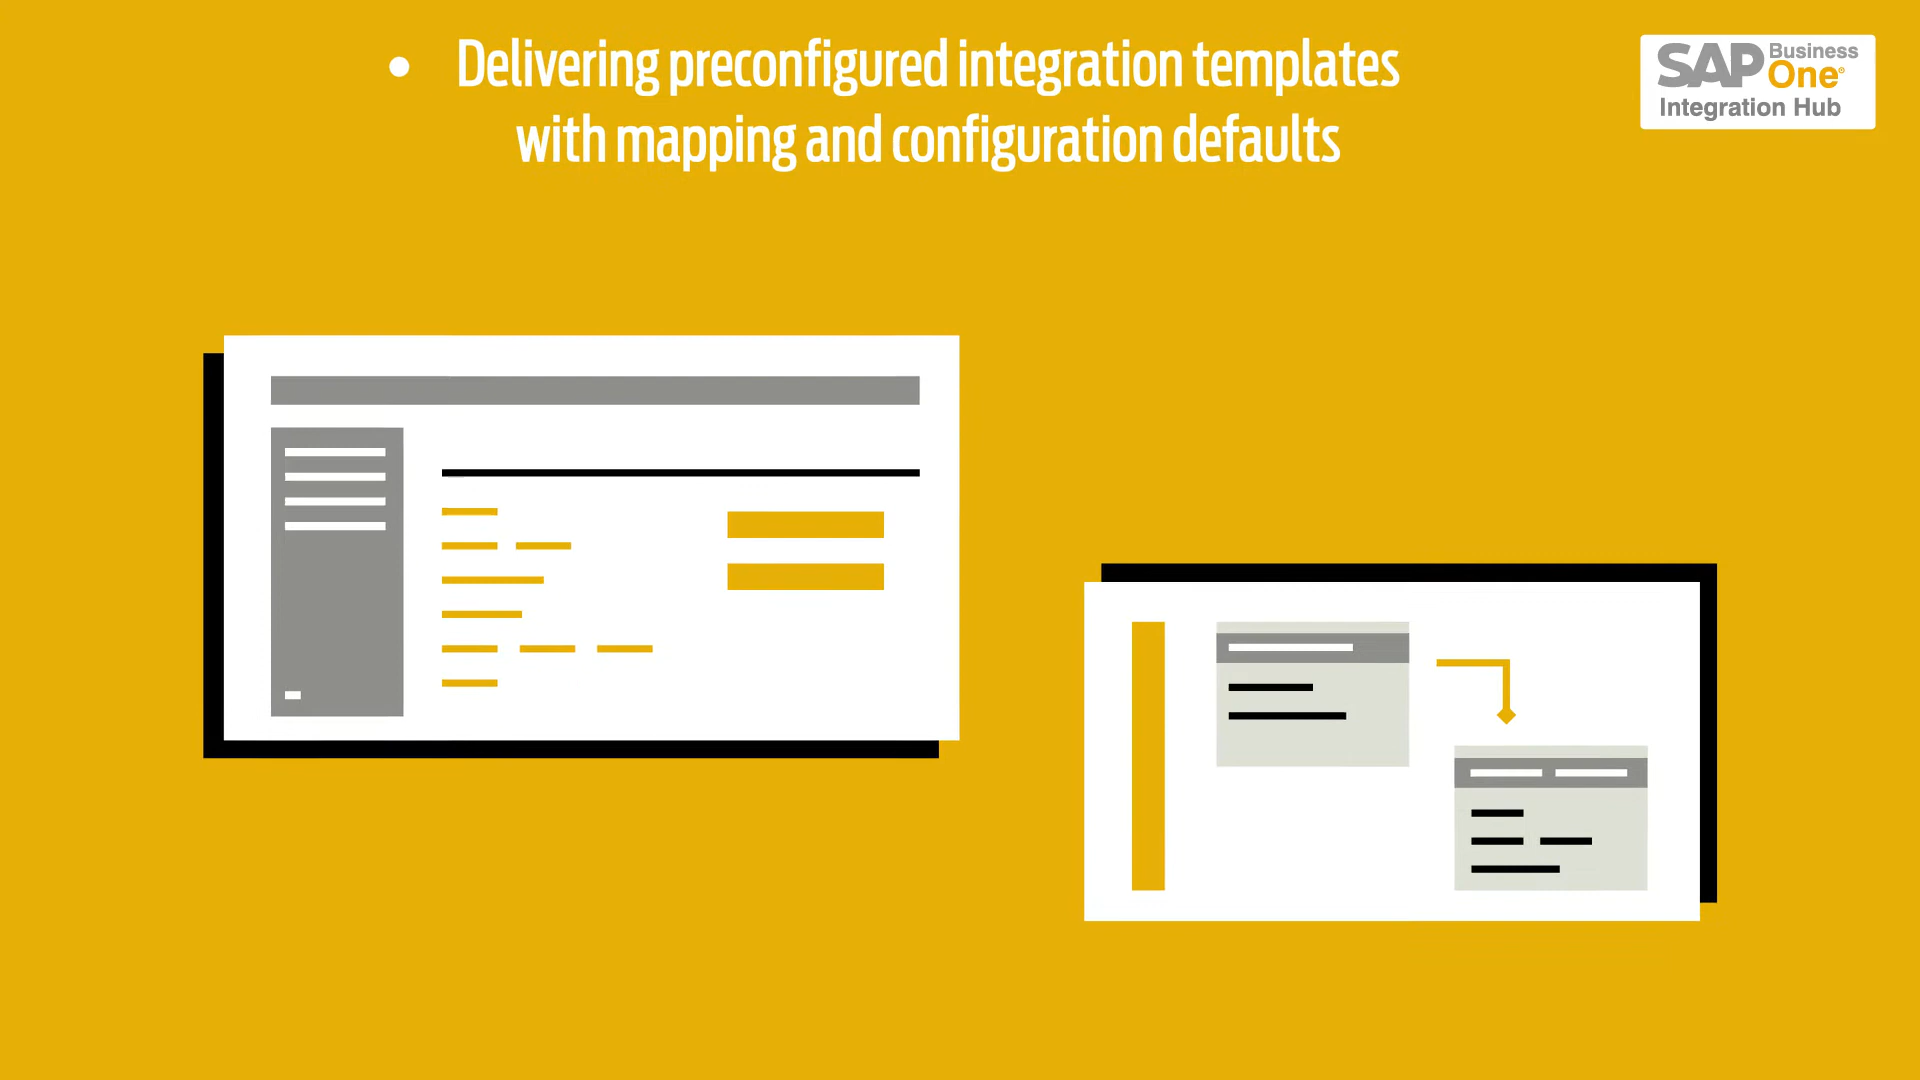 • Delivering preconfigured integration templates
with mapping and configuration defaults
SAP Business
One®
Integration Hub